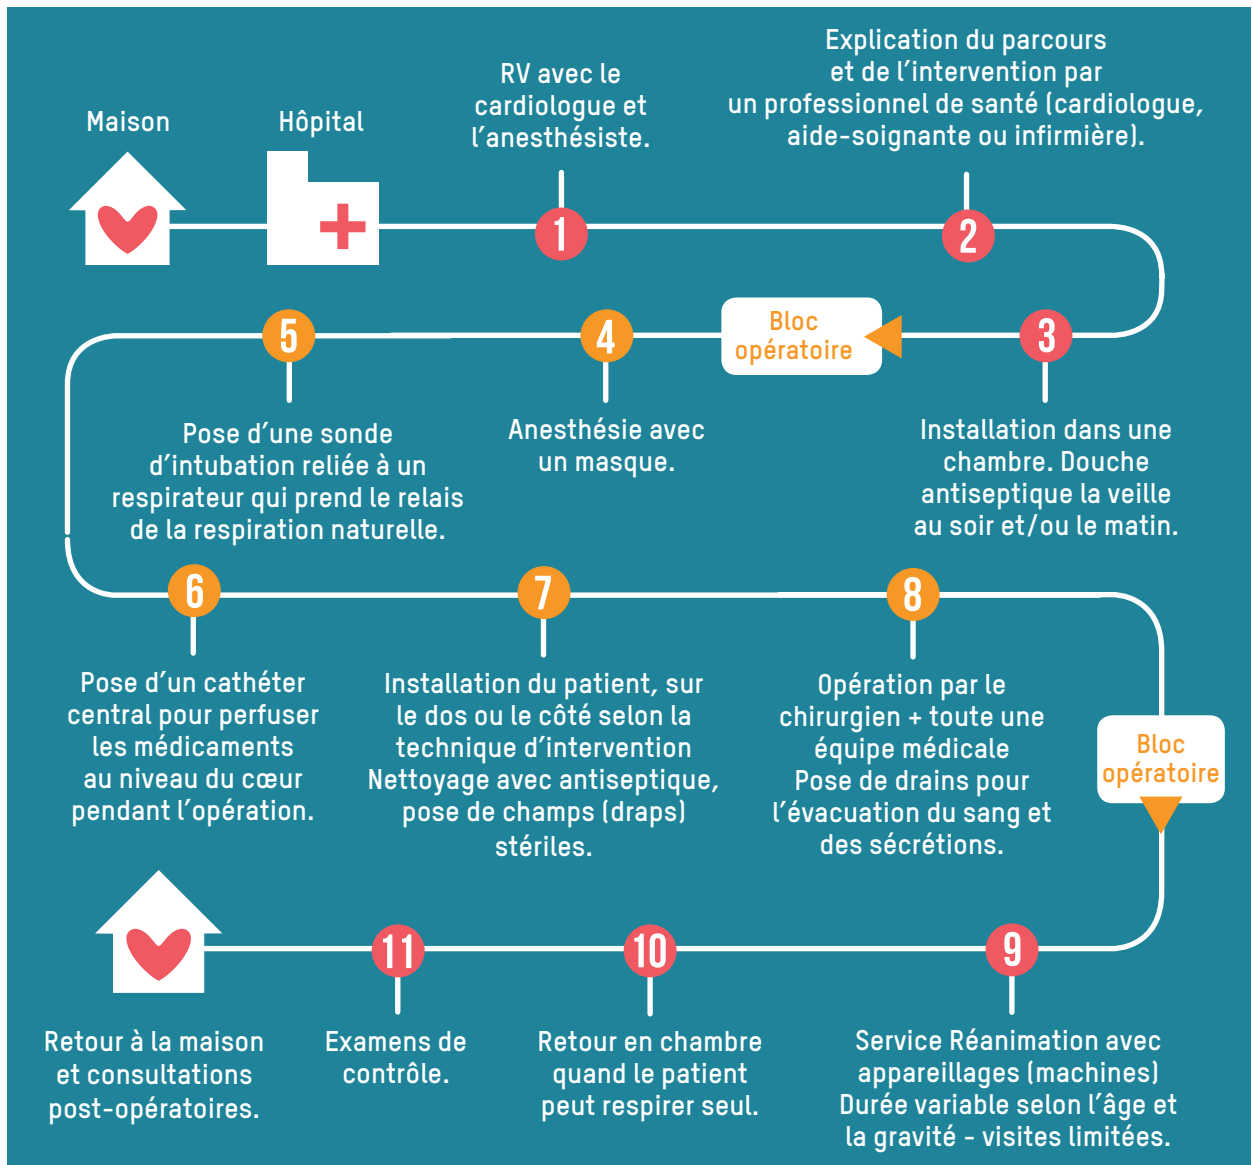 Maison
Hôpital
RV avec le
cardiologue et
l'anesthésiste.
Explication du parcours
et de l'intervention par
un professionnel de santé (cardiologue,
aide-soignante ou infirmière).
1
2
3
Installation dans une
chambre. Douche
antiseptique la veille
au soir et/ou le matin.
Bloc
opératoire
4
Anesthésie avec
un masque.
5
Pose d'une sonde
d'intubation reliée à un
respirateur qui prend le relais
de la respiration naturelle.
6
Pose d'un cathéter
central pour perfuser
les médicaments
au niveau du cœur
pendant l'opération.
7
Installation du patient, sur
le dos ou le côté selon la
technique d'intervention
Nettoyage avec antiseptique,
pose de champs (draps)
stériles.
8
Opération par le
chirurgien + toute une
équipe médicale
Pose de drains pour
l'évacuation du sang et
des sécrétions.
Bloc
opératoire
9
Service Réanimation avec
appareillages (machines)
Durée variable selon l'âge et
la gravité - visites limitées.
10
Retour en chambre
quand le patient
peut respirer seul.
11
Examens de
contrôle.
Retour à la maison
et consultations
post-opératoires.